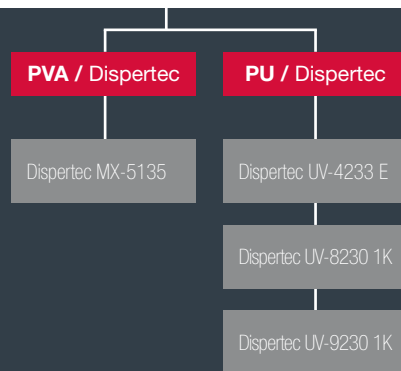 PVA / Dispertec
PU / Dispertec
Dispertec MX-5135
Dispertec UV-4233 E
Dispertec UV-8230 1K
Dispertec UV-9230 1K